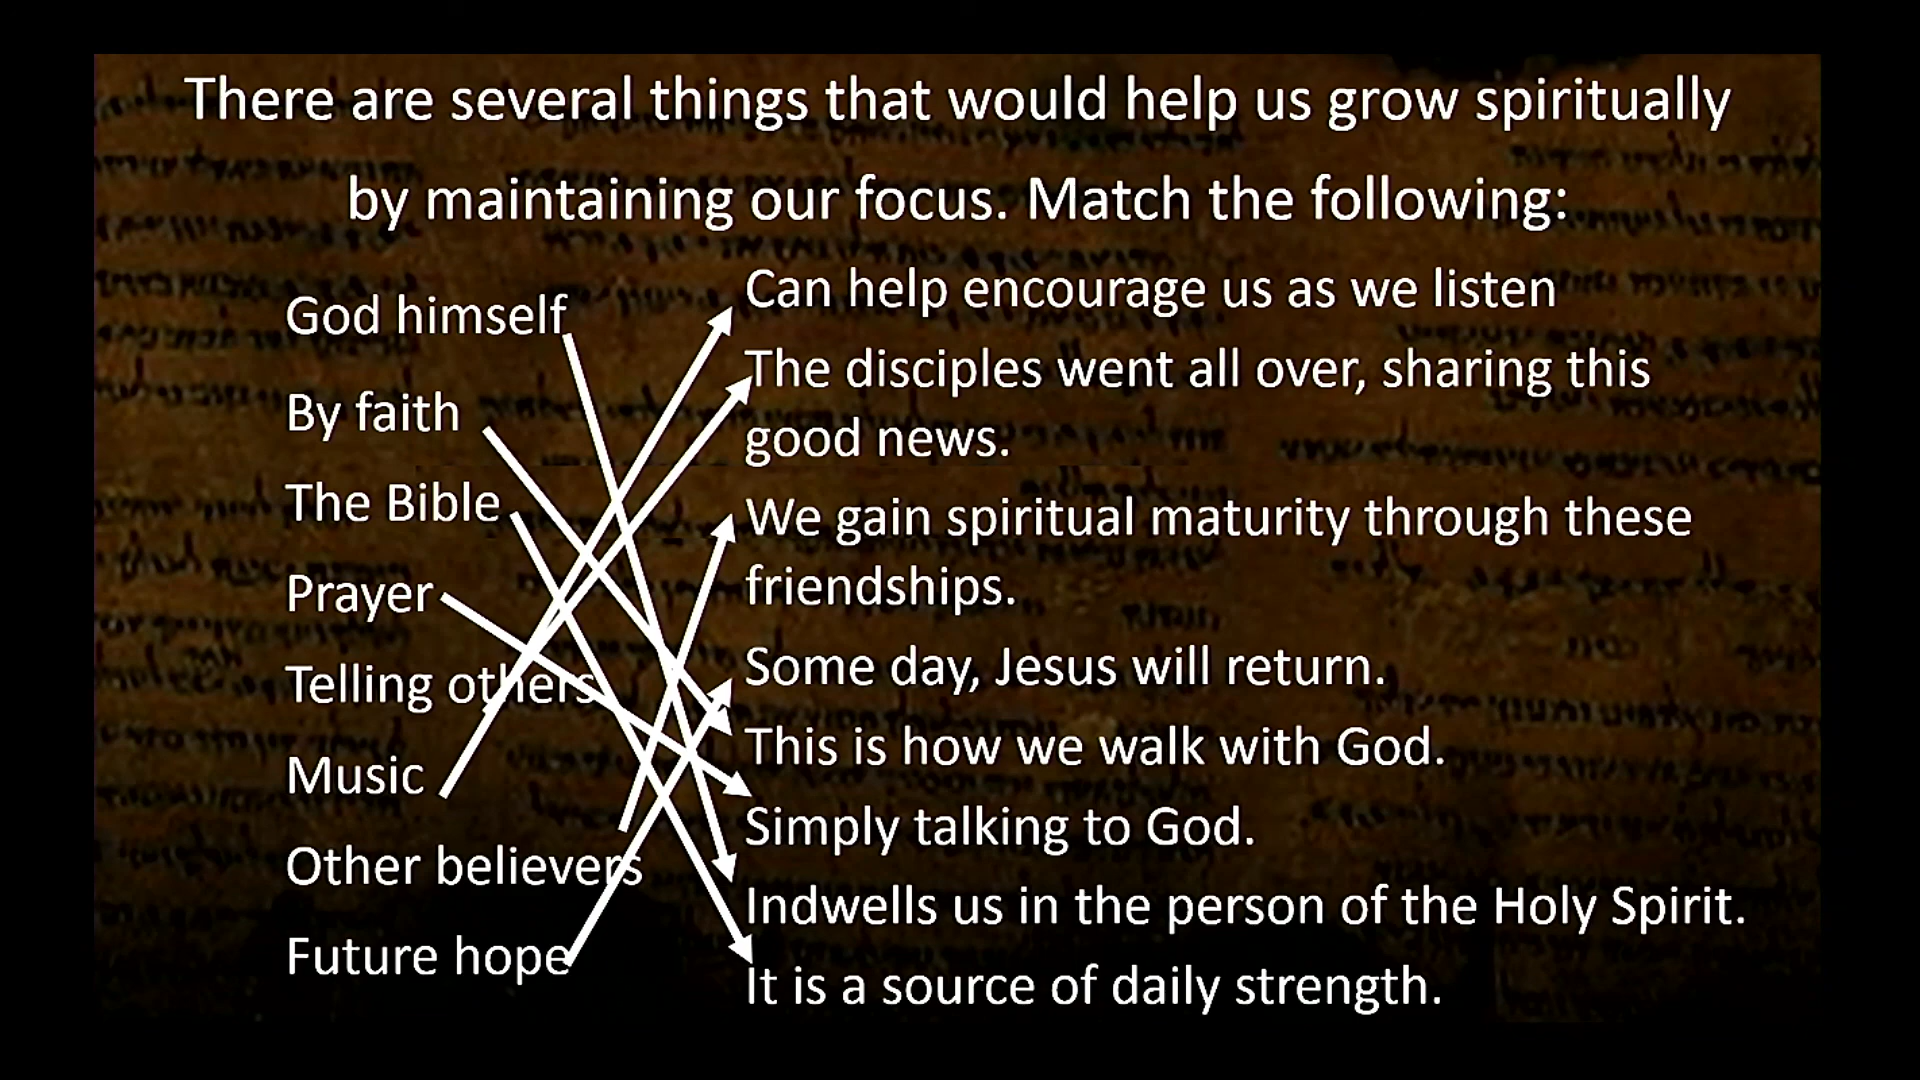 There are several things that would help us grow spiritually
by maintaining our focus. Match the following:
God himself
By faith
The Bible
Prayer
Telling others
Music
Other believers
Future hope
Can help encourage us as we listen
The disciples went all over, sharing this
good news.
We gain spiritual maturity through these
friendships.
Some day, Jesus will return.
This is how we walk with God.
Simply talking to God.
Indwells us in the person of the Holy Spirit.
It is a source of daily strength.